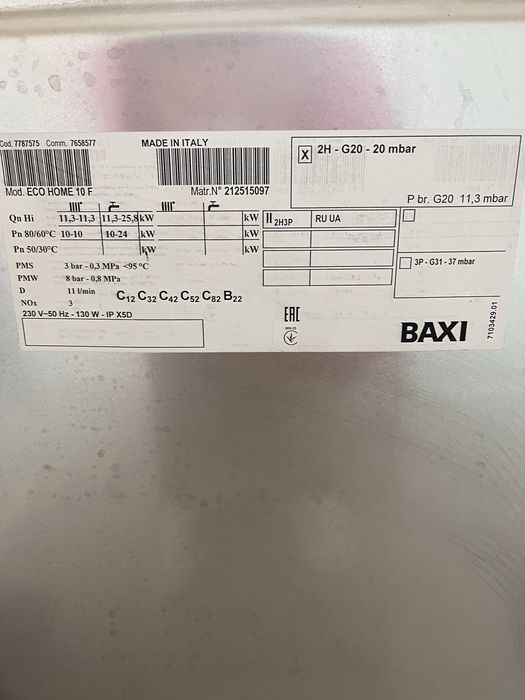 Cod. 7787575 Comm. 7658577
MADE IN ITALY
X 2H - G20 - 20 mbar
Mod. ECO HOME 10 F
Matr.N° 212515097
P br. G20 11,3 mbar
Qn Hi 11,3-11,3 11,3-25,8 kW kW
II 2H3P RU UA
Pn 80/60°C 10-10 10-24 kW kW
Pn 50/30°C kW kW
3P - G31 - 37 mbar
PMS 3 bar - 0,3 MPa <95 °C
PMW 8 bar - 0,8 MPa
D 11 l/min
NOx 3
C12 C32 C42 C52 C82 B22
230 V~50 Hz - 130 W - IP X5D
EAC
BAXI
7103429.01